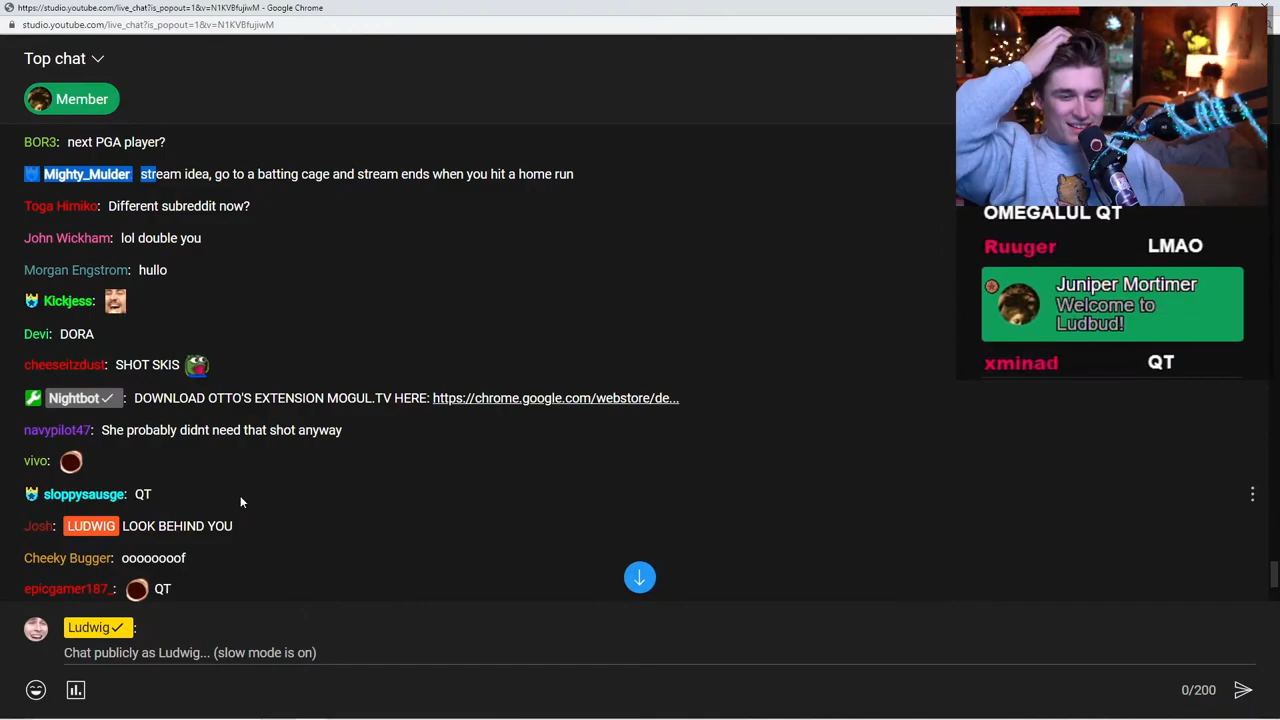 https://studio.youtube.com/live_chat?is_popout=1&v=N1KVBfujiwM - Google Chrome
studio.youtube.com/live_chat?is_popout=1&v=N1KVBfujiwM
Top chat
Member
BOR3: next PGA player?
Mighty_Mulder stream idea, go to a batting cage and stream ends when you hit a home run
Toga Himiko: Different subreddit now?
John Wickham: lol double you
Morgan Engstrom: hullo
Kickjess:
Devi: DORA
cheeseitzdust: SHOT SKIS
Nightbot: DOWNLOAD OTTO'S EXTENSION MOGUL.TV HERE: https://chrome.google.com/webstore/de...
navypilot47: She probably didnt need that shot anyway
vivo:
sloppysausge: QT
Josh: LUDWIG LOOK BEHIND YOU
Cheeky Bugger: oooooooof
epicgamer187_: QT
Ludwig:
Chat publicly as Ludwig... (slow mode is on)
0/200
OMEGALUL QT
Ruuger LMAO
Juniper Mortimer
Welcome to
Ludbud!
xminad QT